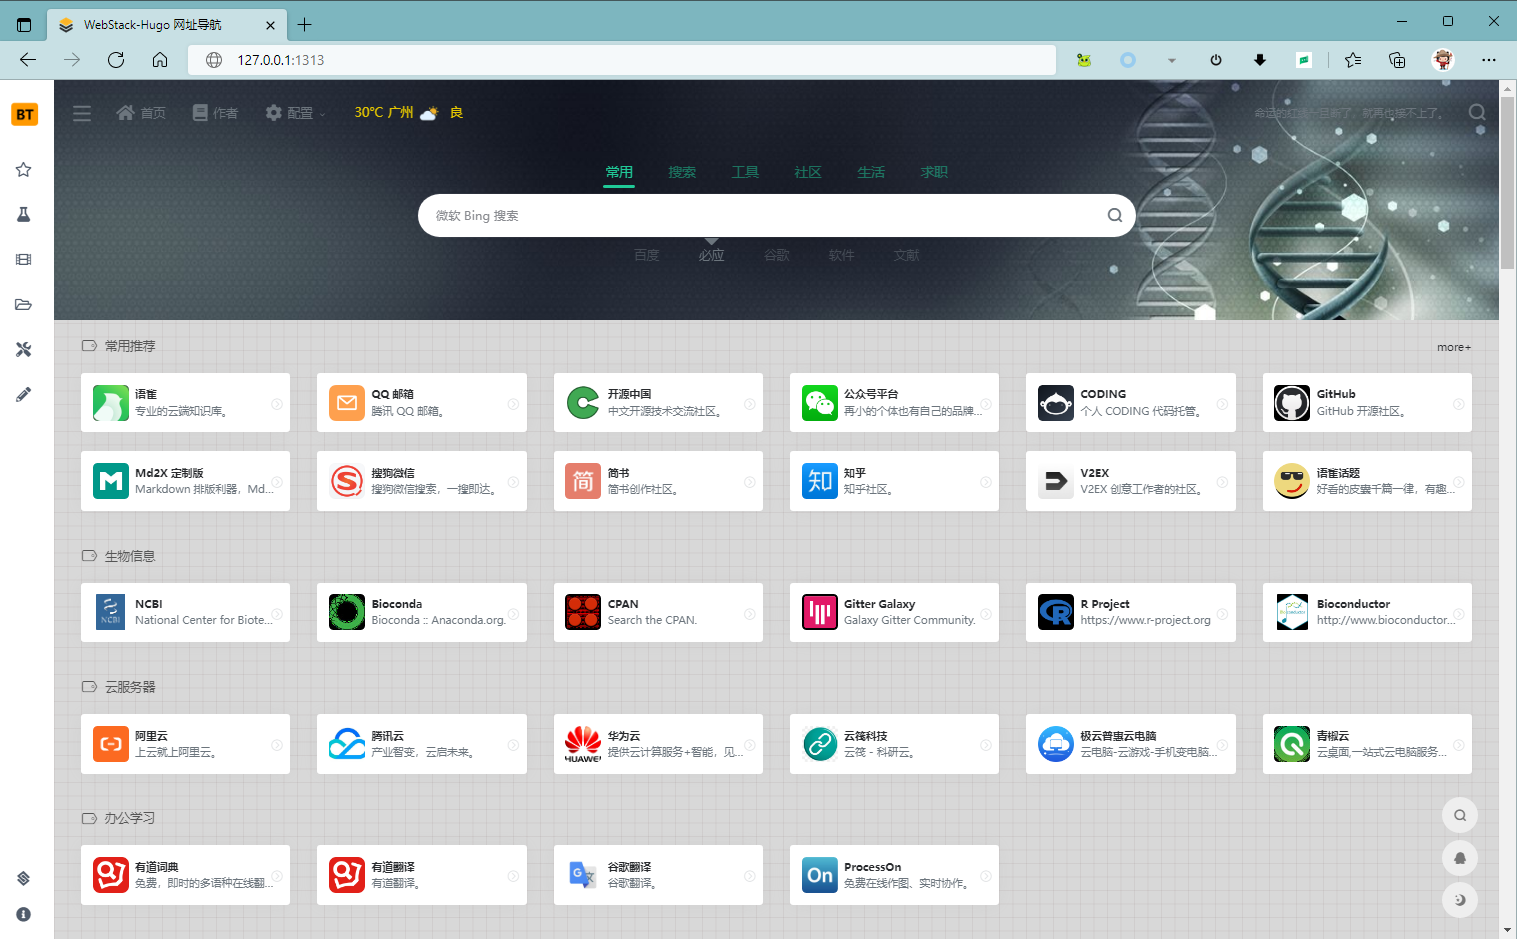 WebStack-Hugo 网址导航
127.0.0.1:1313
BT
首页 作者 配置 30°C 广州 良
常用 搜索 工具 社区 生活 求职
微软 Bing 搜索
百度 必应 谷歌 软件 文献
常用推荐 more+
语雀
专业的云端知识库。
QQ 邮箱
腾讯 QQ 邮箱。
开源中国
中文开源技术交流社区。
公众号平台
再小的个体也有自己的品牌...
CODING
个人 CODING 代码托管。
GitHub
GitHub 开源社区。
Md2X 定制版
Markdown 排版利器，Md...
搜狗微信
搜狗微信搜索，一搜即达。
简
简书
简书创作社区。
知
知乎
知乎社区。
V2EX
V2EX 创意工作者的社区。
语雀话题
好看的皮囊千篇一律，有趣...
生物信息
NCBI
NCBI
National Center for Biote...
Bioconda
Bioconda :: Anaconda.org.
CPAN
Search the CPAN.
Gitter Galaxy
Galaxy Gitter Community.
R Project
https://www.r-project.org
Bioconductor
http://www.bioconductor...
云服务器
阿里云
上云就上阿里云。
腾讯云
产业智变，云启未来。
HUAWEI
华为云
提供云计算服务+智能，见...
云筏科技
云筏 - 科研云。
极云普惠云电脑
云电脑-云游戏-手机变电脑...
青椒云
云桌面,一站式云电脑服务...
办公学习
有道词典
免费，即时的多语种在线翻...
有道翻译
有道翻译。
谷歌翻译
谷歌翻译。
On
ProcessOn
免费在线作图、实时协作。